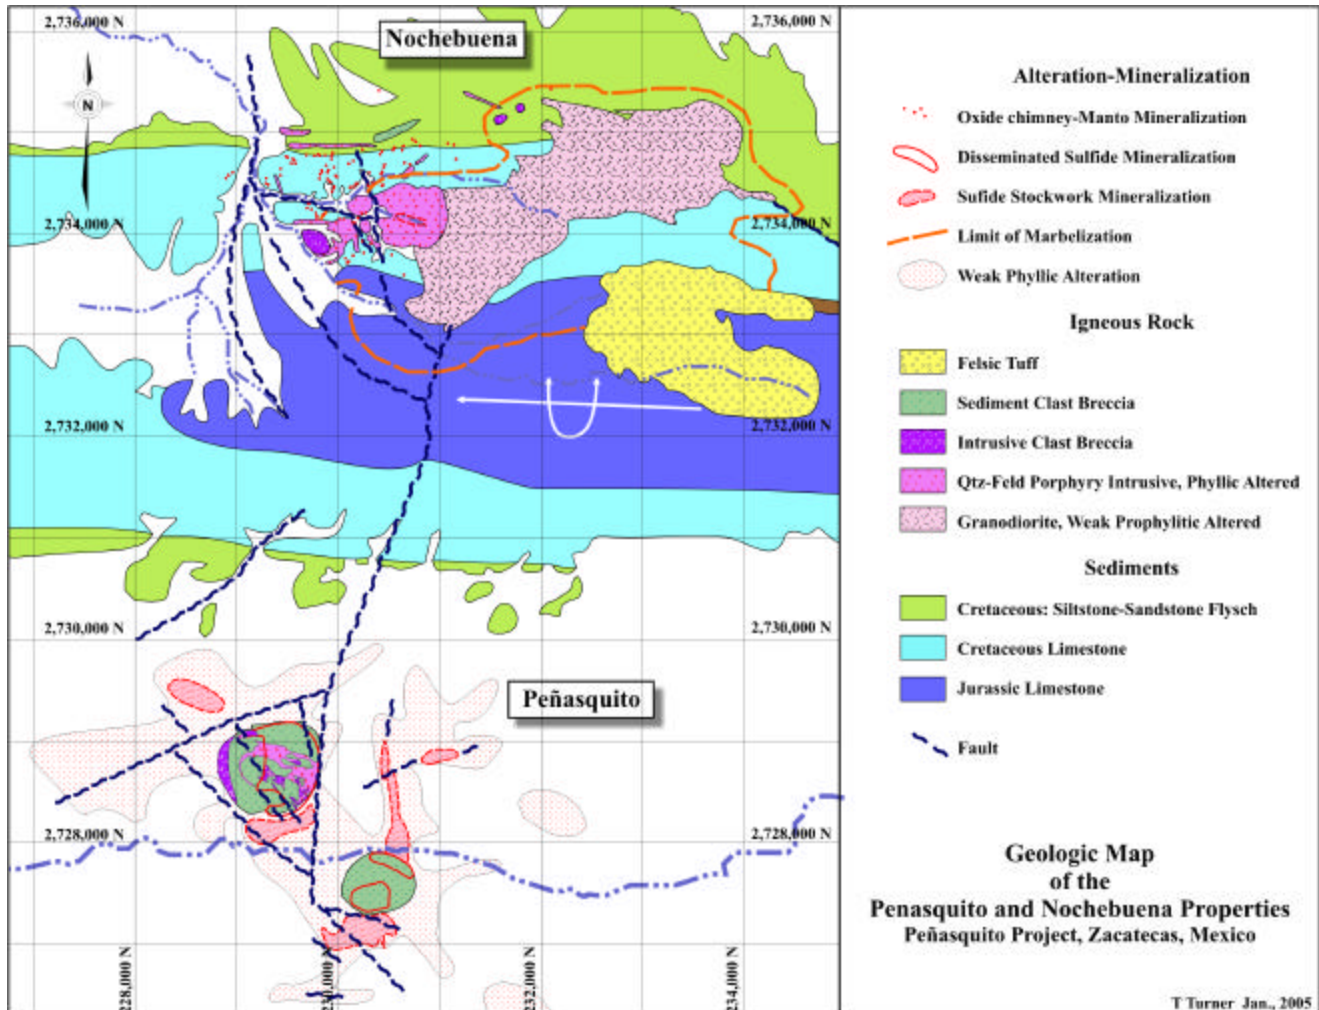 2,736,000 N
2,736,000 N
Nochebuena
N
2,734,000 N
2,734,000 N
2,732,000 N
2,732,000 N
2,730,000 N
2,730,000 N
Peñasquito
2,728,000 N
2,728,000 N
228,000 N
230,000 N
232,000 N
234,000 N
Alteration-Mineralization
Oxide chimney-Manto Mineralization
Disseminated Sulfide Mineralization
Sufide Stockwork Mineralization
Limit of Marbelization
Weak Phyllic Alteration
Igneous Rock
Felsic Tuff
Sediment Clast Breccia
Intrusive Clast Breccia
Qtz-Feld Porphyry Intrusive, Phyllic Altered
Granodiorite, Weak Prophylitic Altered
Sediments
Cretaceous: Siltstone-Sandstone Flysch
Cretaceous Limestone
Jurassic Limestone
Fault
Geologic Map
of the
Penasquito and Nochebuena Properties
Peñasquito Project, Zacatecas, Mexico
T Turner Jan., 2005